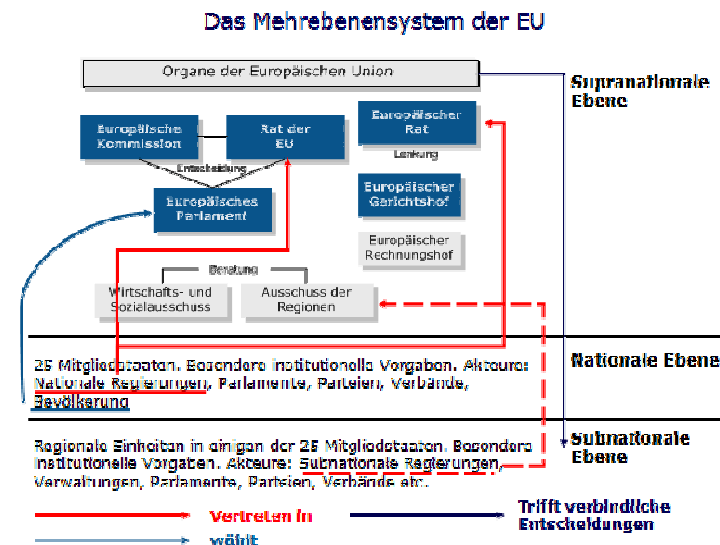 Das Mehrebenensystem der EU
Organe der Europäischen Union
Supranationale
Ebene
Europäische
Kommission
Rat der
EU
Europäischer
Rat
Entscheidung
Lenkung
Europäisches
Parlament
Europäischer
Gerichtshof
Europäischer
Rechnungshof
Beratung
Wirtschafts- und
Sozialausschuss
Ausschuss der
Regionen
25 Mitgliedstaaten. Besondere institutionelle Vorgaben. Akteure:
Nationale Regierungen, Parlamente, Parteien, Verbände,
Bevölkerung
Nationale Ebene
Regionale Einheiten in einigen der 25 Mitgliedstaaten. Besondere
institutionelle Vorgaben. Akteure: Subnationale Regierungen,
Verwaltungen, Parlamente, Parteien, Verbände etc.
Subnationale
Ebene
Vertreten in
wählt
Trifft verbindliche
Entscheidungen